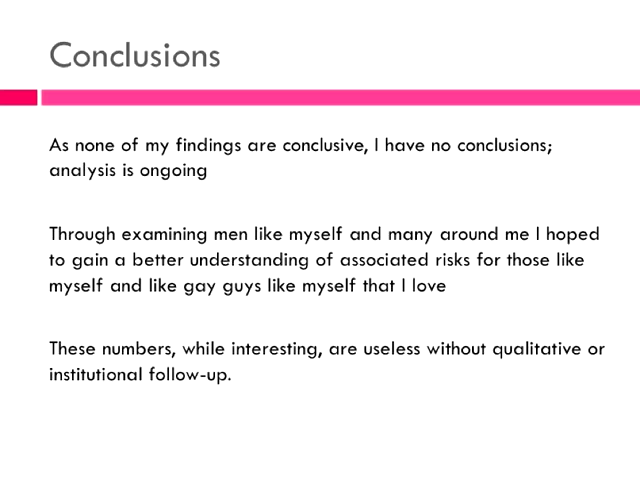 Conclusions
As none of my findings are conclusive, I have no conclusions;
analysis is ongoing
Through examining men like myself and many around me I hoped
to gain a better understanding of associated risks for those like
myself and like gay guys like myself that I love
These numbers, while interesting, are useless without qualitative or
institutional follow-up.